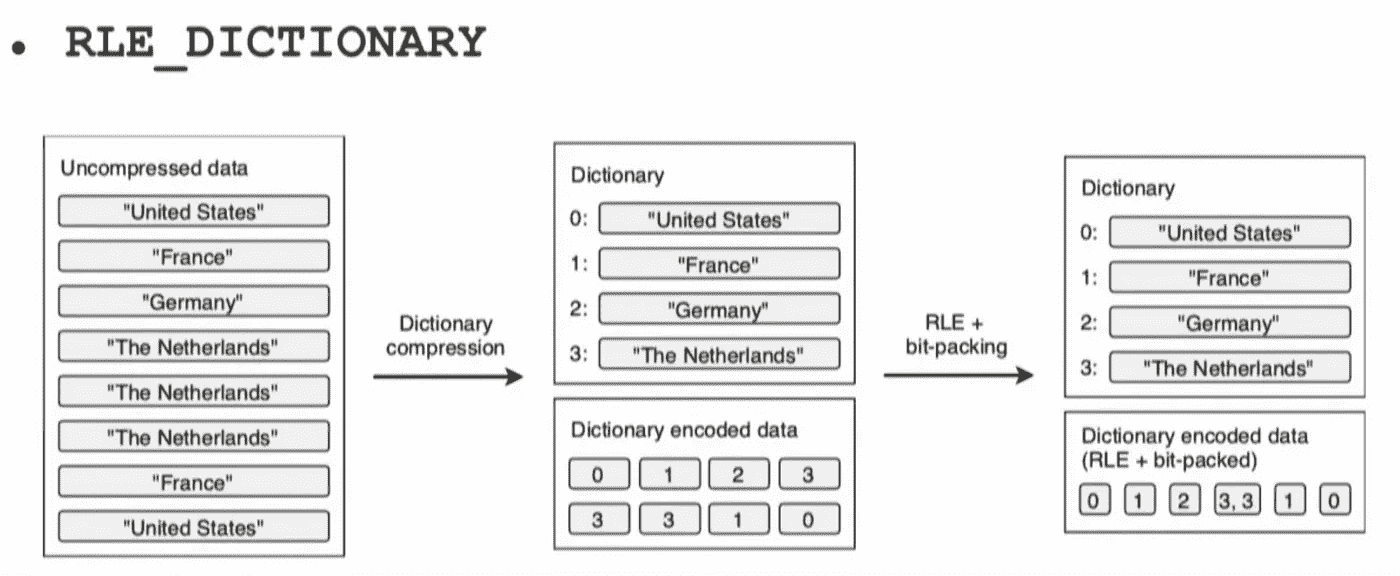 • RLE_DICTIONARY
Uncompressed data
"United States"
"France"
"Germany"
"The Netherlands"
"The Netherlands"
"The Netherlands"
"France"
"United States"
Dictionary
compression
Dictionary
0: "United States"
1: "France"
2: "Germany"
3: "The Netherlands"
Dictionary encoded data
0 1 2 3
3 3 1 0
RLE +
bit-packing
Dictionary
0: "United States"
1: "France"
2: "Germany"
3: "The Netherlands"
Dictionary encoded data
(RLE + bit-packed)
0 1 2 3, 3 1 0